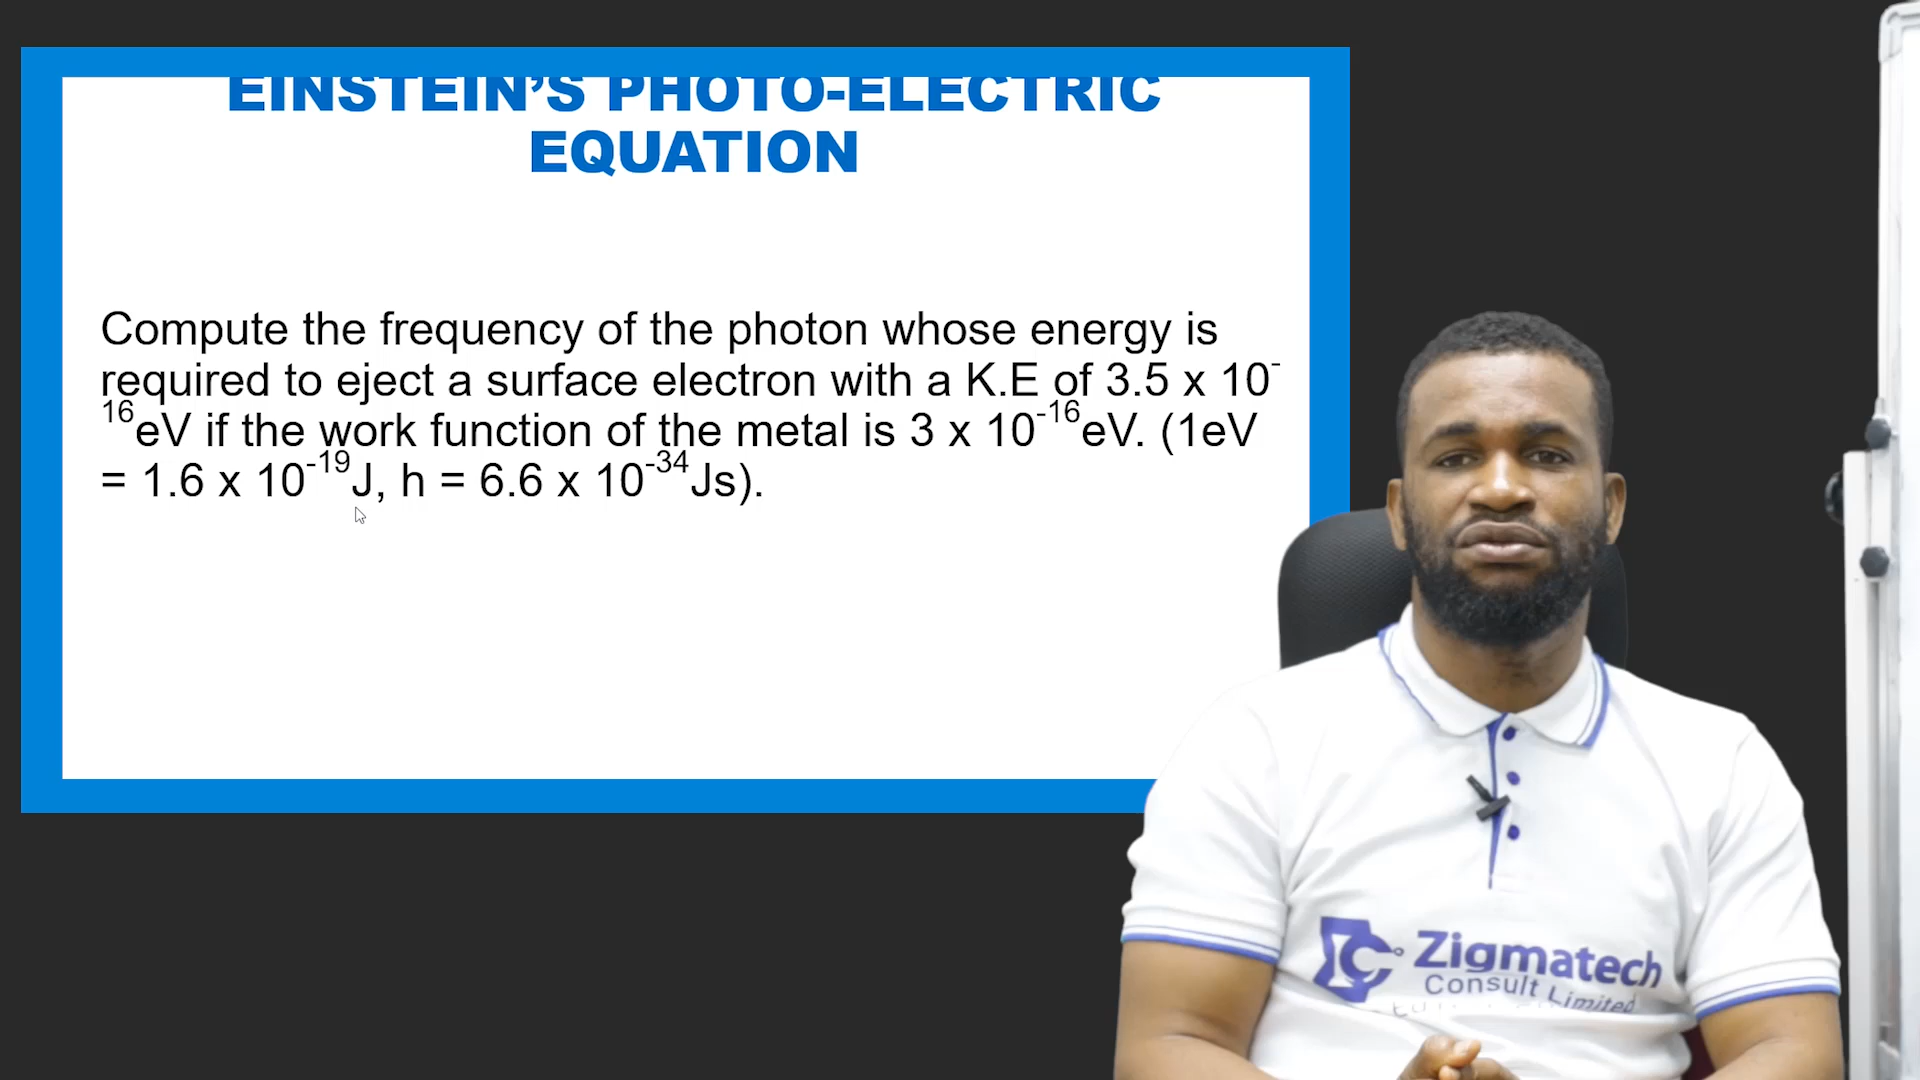 EINSTEIN’S PHOTO-ELECTRIC
EQUATION
Compute the frequency of the photon whose energy is
required to eject a surface electron with a K.E of 3.5 x 10⁻
¹⁶eV if the work function of the metal is 3 x 10⁻¹⁶eV. (1eV
= 1.6 x 10⁻¹⁹J, h = 6.6 x 10⁻³⁴Js).
Zigmatech
Consult Limited